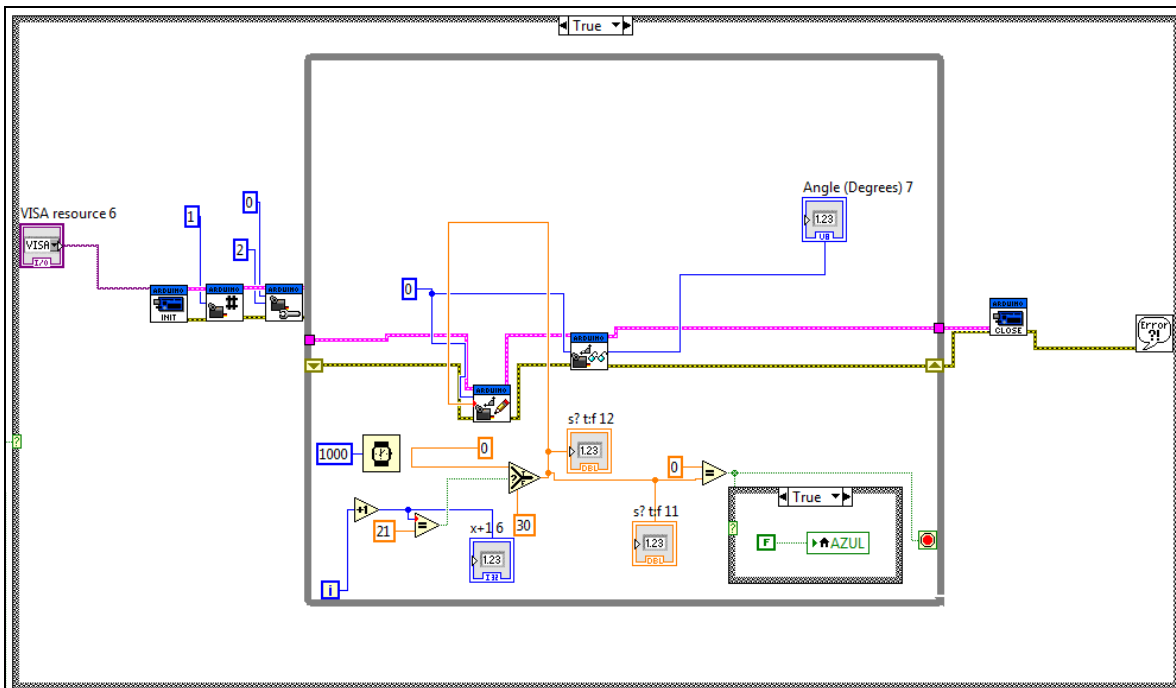 True
Angle (Degrees) 7
1.23
U8
VISA resource 6
VISA
I/O
0
1
2
ARDUINO
INIT
ARDUINO
#
ARDUINO
0
ARDUINO
ARDUINO
ARDUINO
CLOSE
Error
?!
?
s? t:f 12
1.23
DBL
1000
0
?
F
0
=
True
?
+1
21
=
30
x+1 6
1.23
I32
s? t:f 11
1.23
DBL
F
AZUL
i